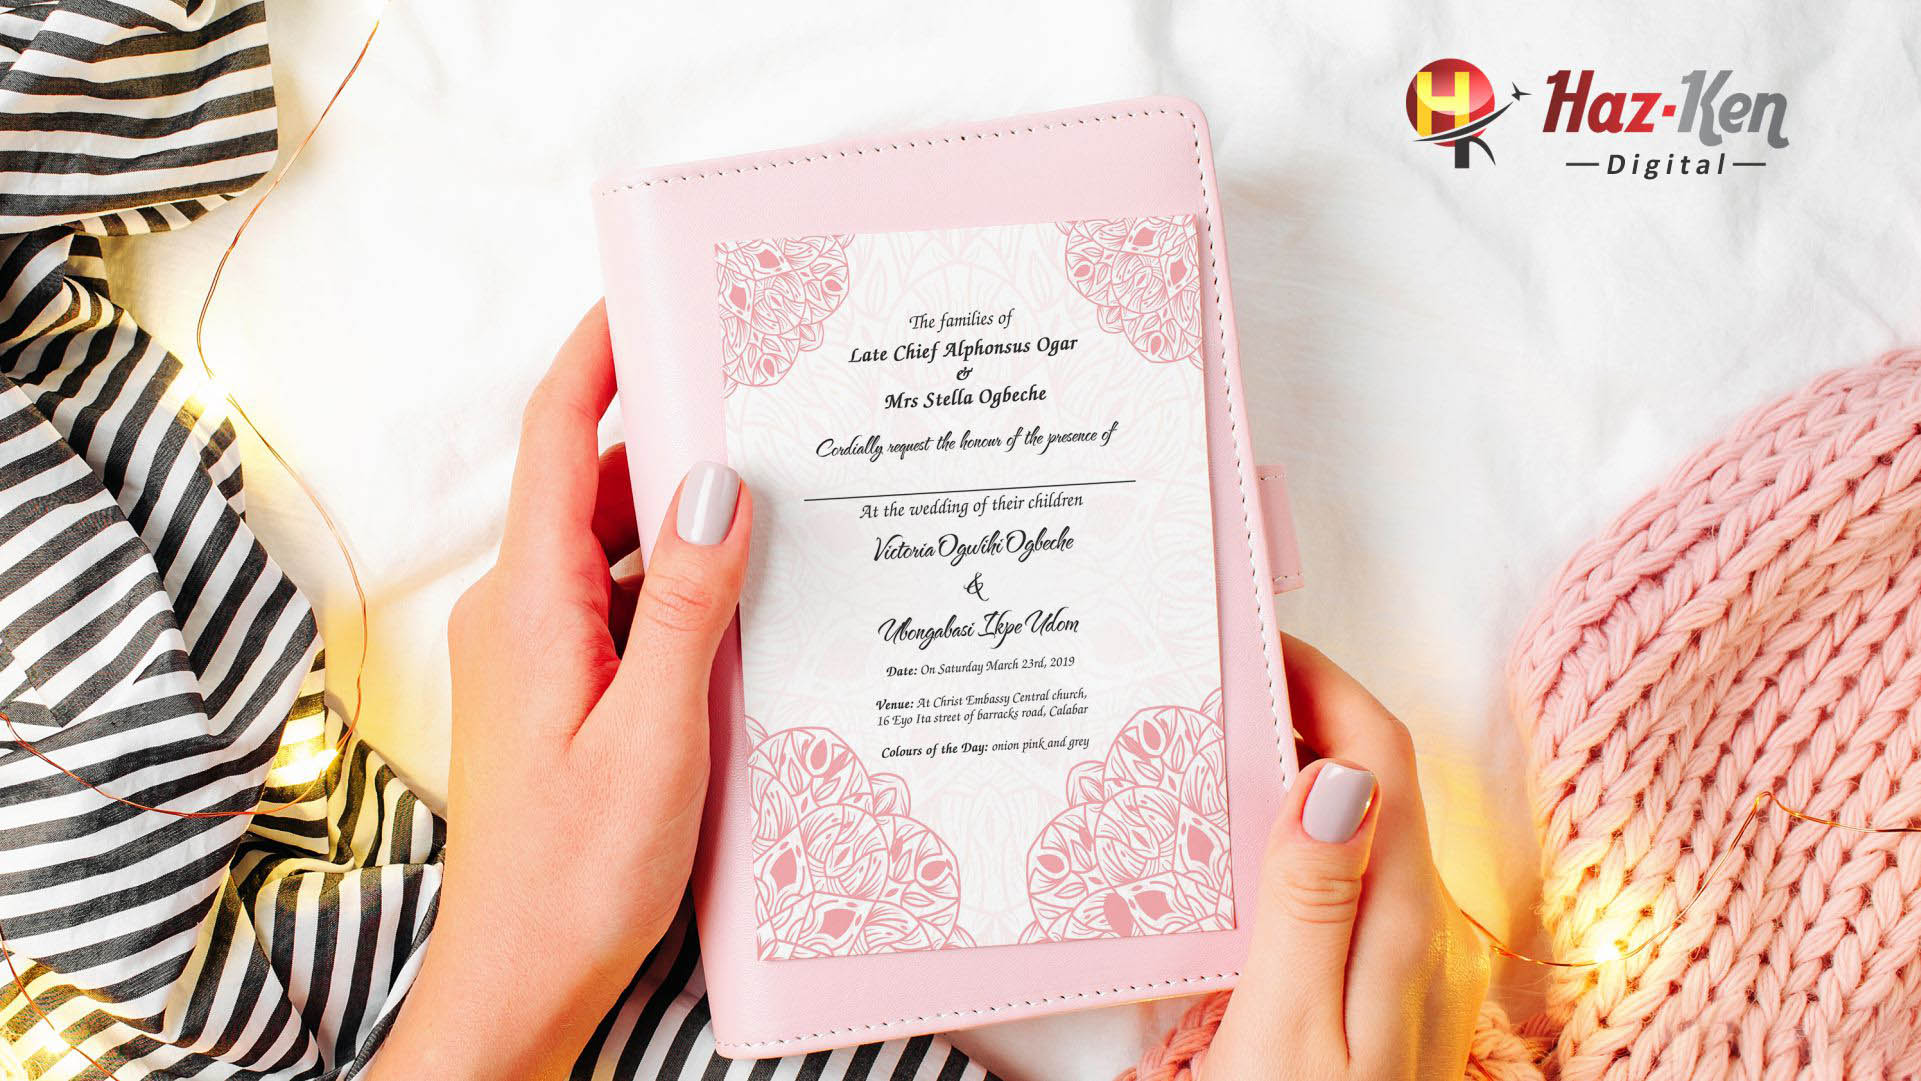 Haz-Ken
Digital
The families of
Late Chief Alphonsus Ogar
&
Mrs Stella Ogbeche
Cordially request the honour of the presence of
At the wedding of their children
Victoria Ogwihi Ogbeche
&
Ubongabasi Ikpe Udom
Date: On Saturday March 23rd, 2019
Venue: At Christ Embassy Central church,
16 Eyo Ita street of barracks road, Calabar
Colours of the Day: onion pink and grey